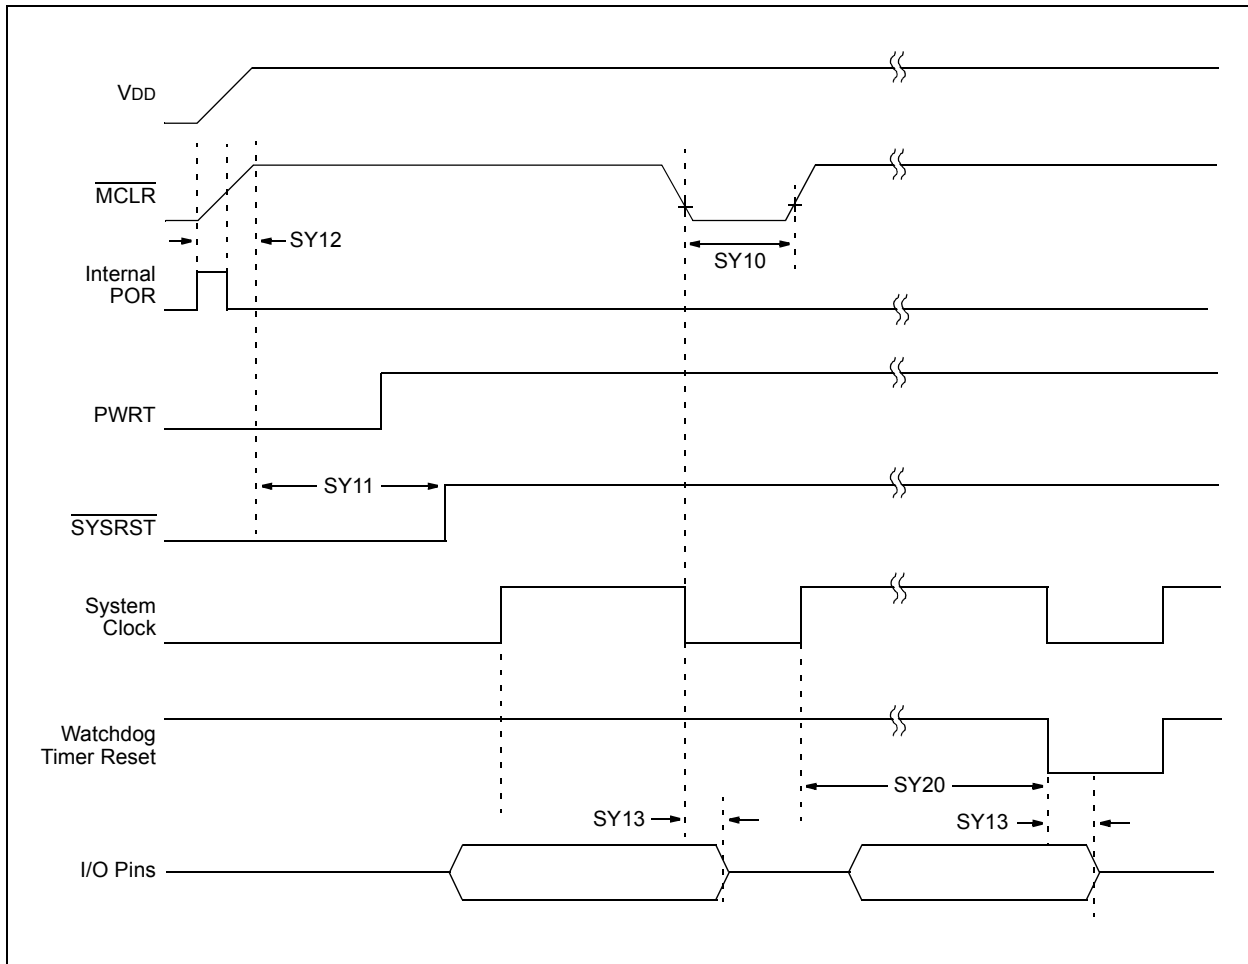 VDD
MCLR
SY12
SY10
Internal
POR
PWRT
SY11
SYSRST
System
Clock
Watchdog
Timer Reset
SY20
SY13
SY13
I/O Pins